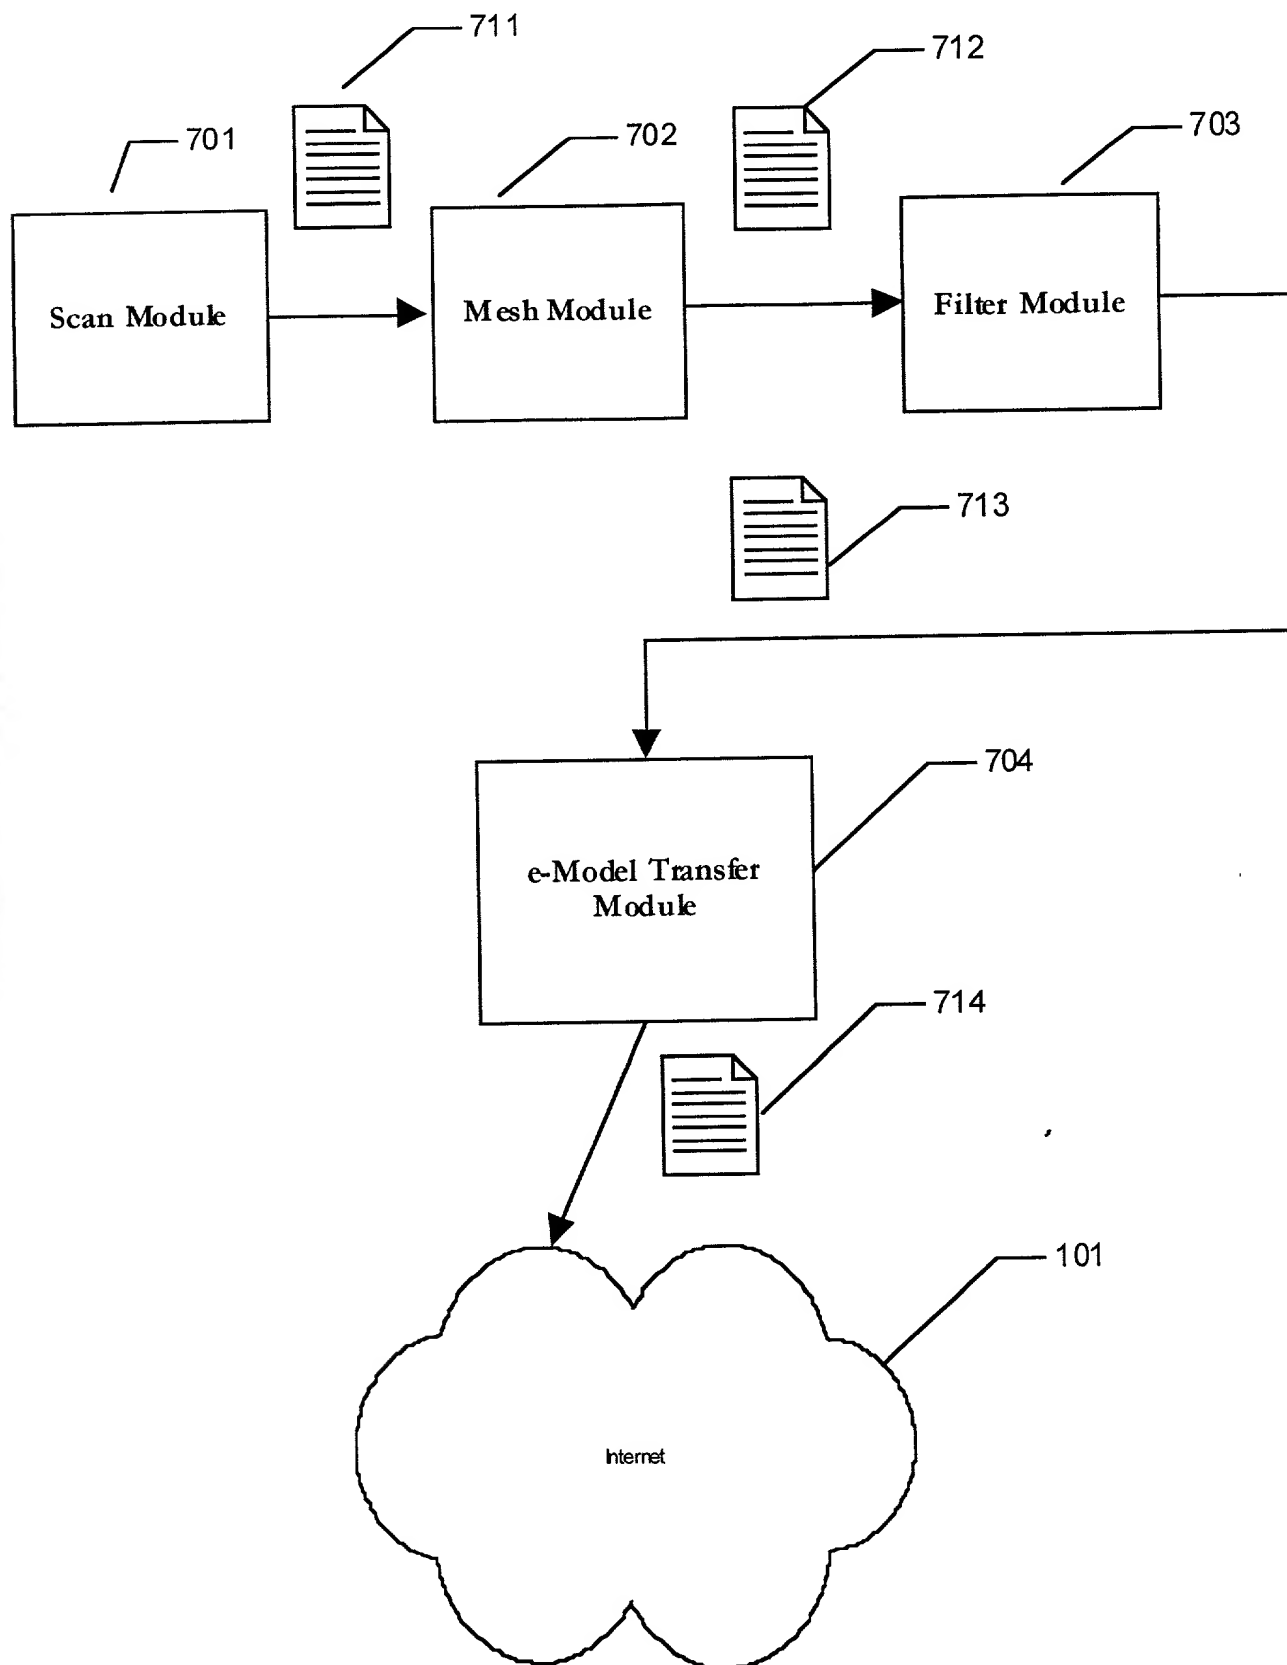 711
712
701
702
703
Scan Module
Mesh Module
Filter Module
713
704
e-Model Transfer
Module
714
101
Internet